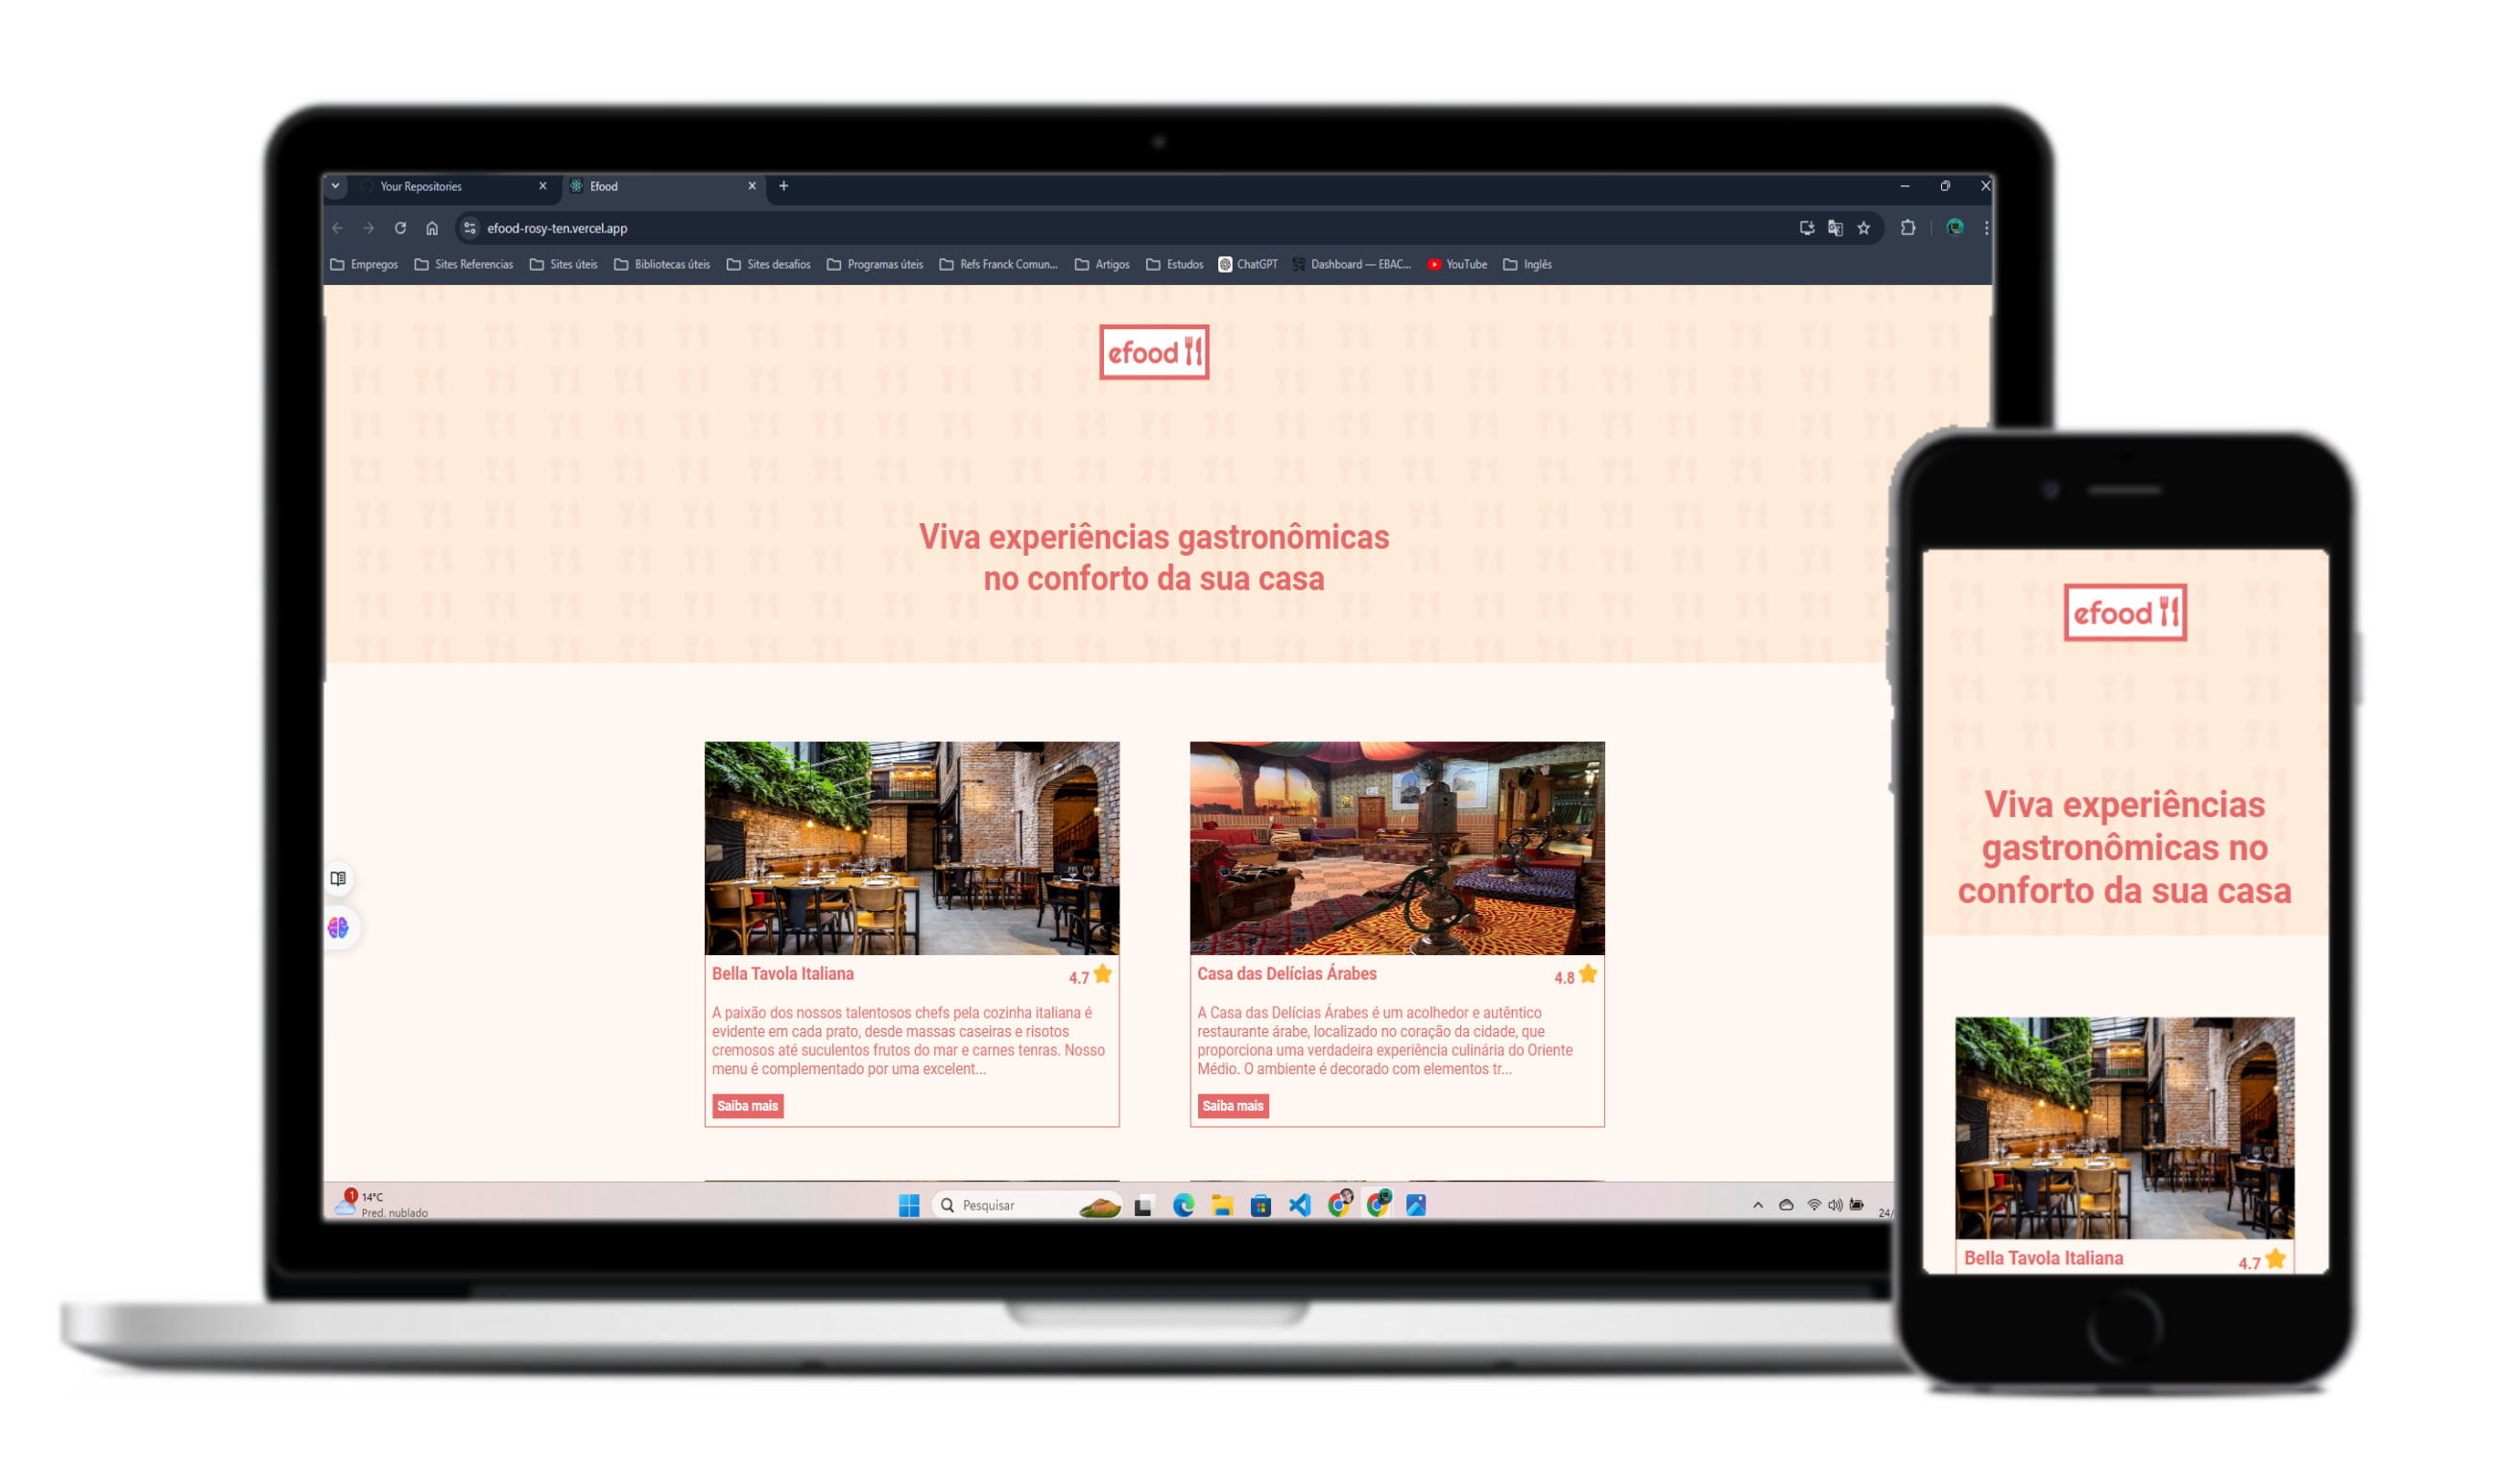 Your Repositories
Efood
efood-rosy-ten.vercel.app
Empregos Sites Referencias Sites úteis Bibliotecas úteis Sites desafios Programas úteis Refs Franck Comun... Artigos Estudos ChatGPT Dashboard — EBAC... YouTube Inglês
efood
Viva experiências gastronômicas
no conforto da sua casa
Bella Tavola Italiana 4.7
A paixão dos nossos talentosos chefs pela cozinha italiana é
evidente em cada prato, desde massas caseiras e risotos
cremosos até suculentos frutos do mar e carnes tenras. Nosso
menu é complementado por uma excelent...
Saiba mais
Casa das Delícias Árabes 4.8
A Casa das Delícias Árabes é um acolhedor e autêntico
restaurante árabe, localizado no coração da cidade, que
proporciona uma verdadeira experiência culinária do Oriente
Médio. O ambiente é decorado com elementos tr...
Saiba mais
1
14°C
Pred. nublado
Pesquisar
24/
efood
Viva experiências
gastronômicas no
conforto da sua casa
Bella Tavola Italiana 4.7